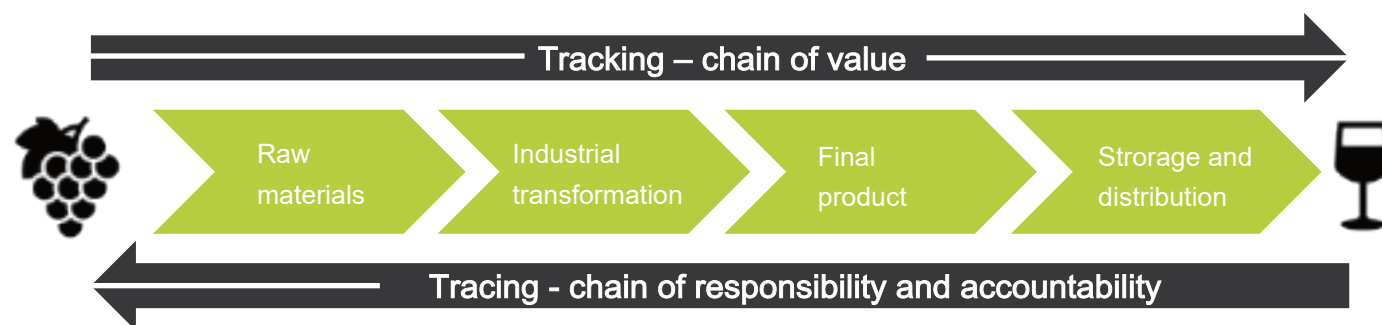 Tracking – chain of value
Raw
materials
Industrial
transformation
Final
product
Strorage and
distribution
Tracing - chain of responsibility and accountability